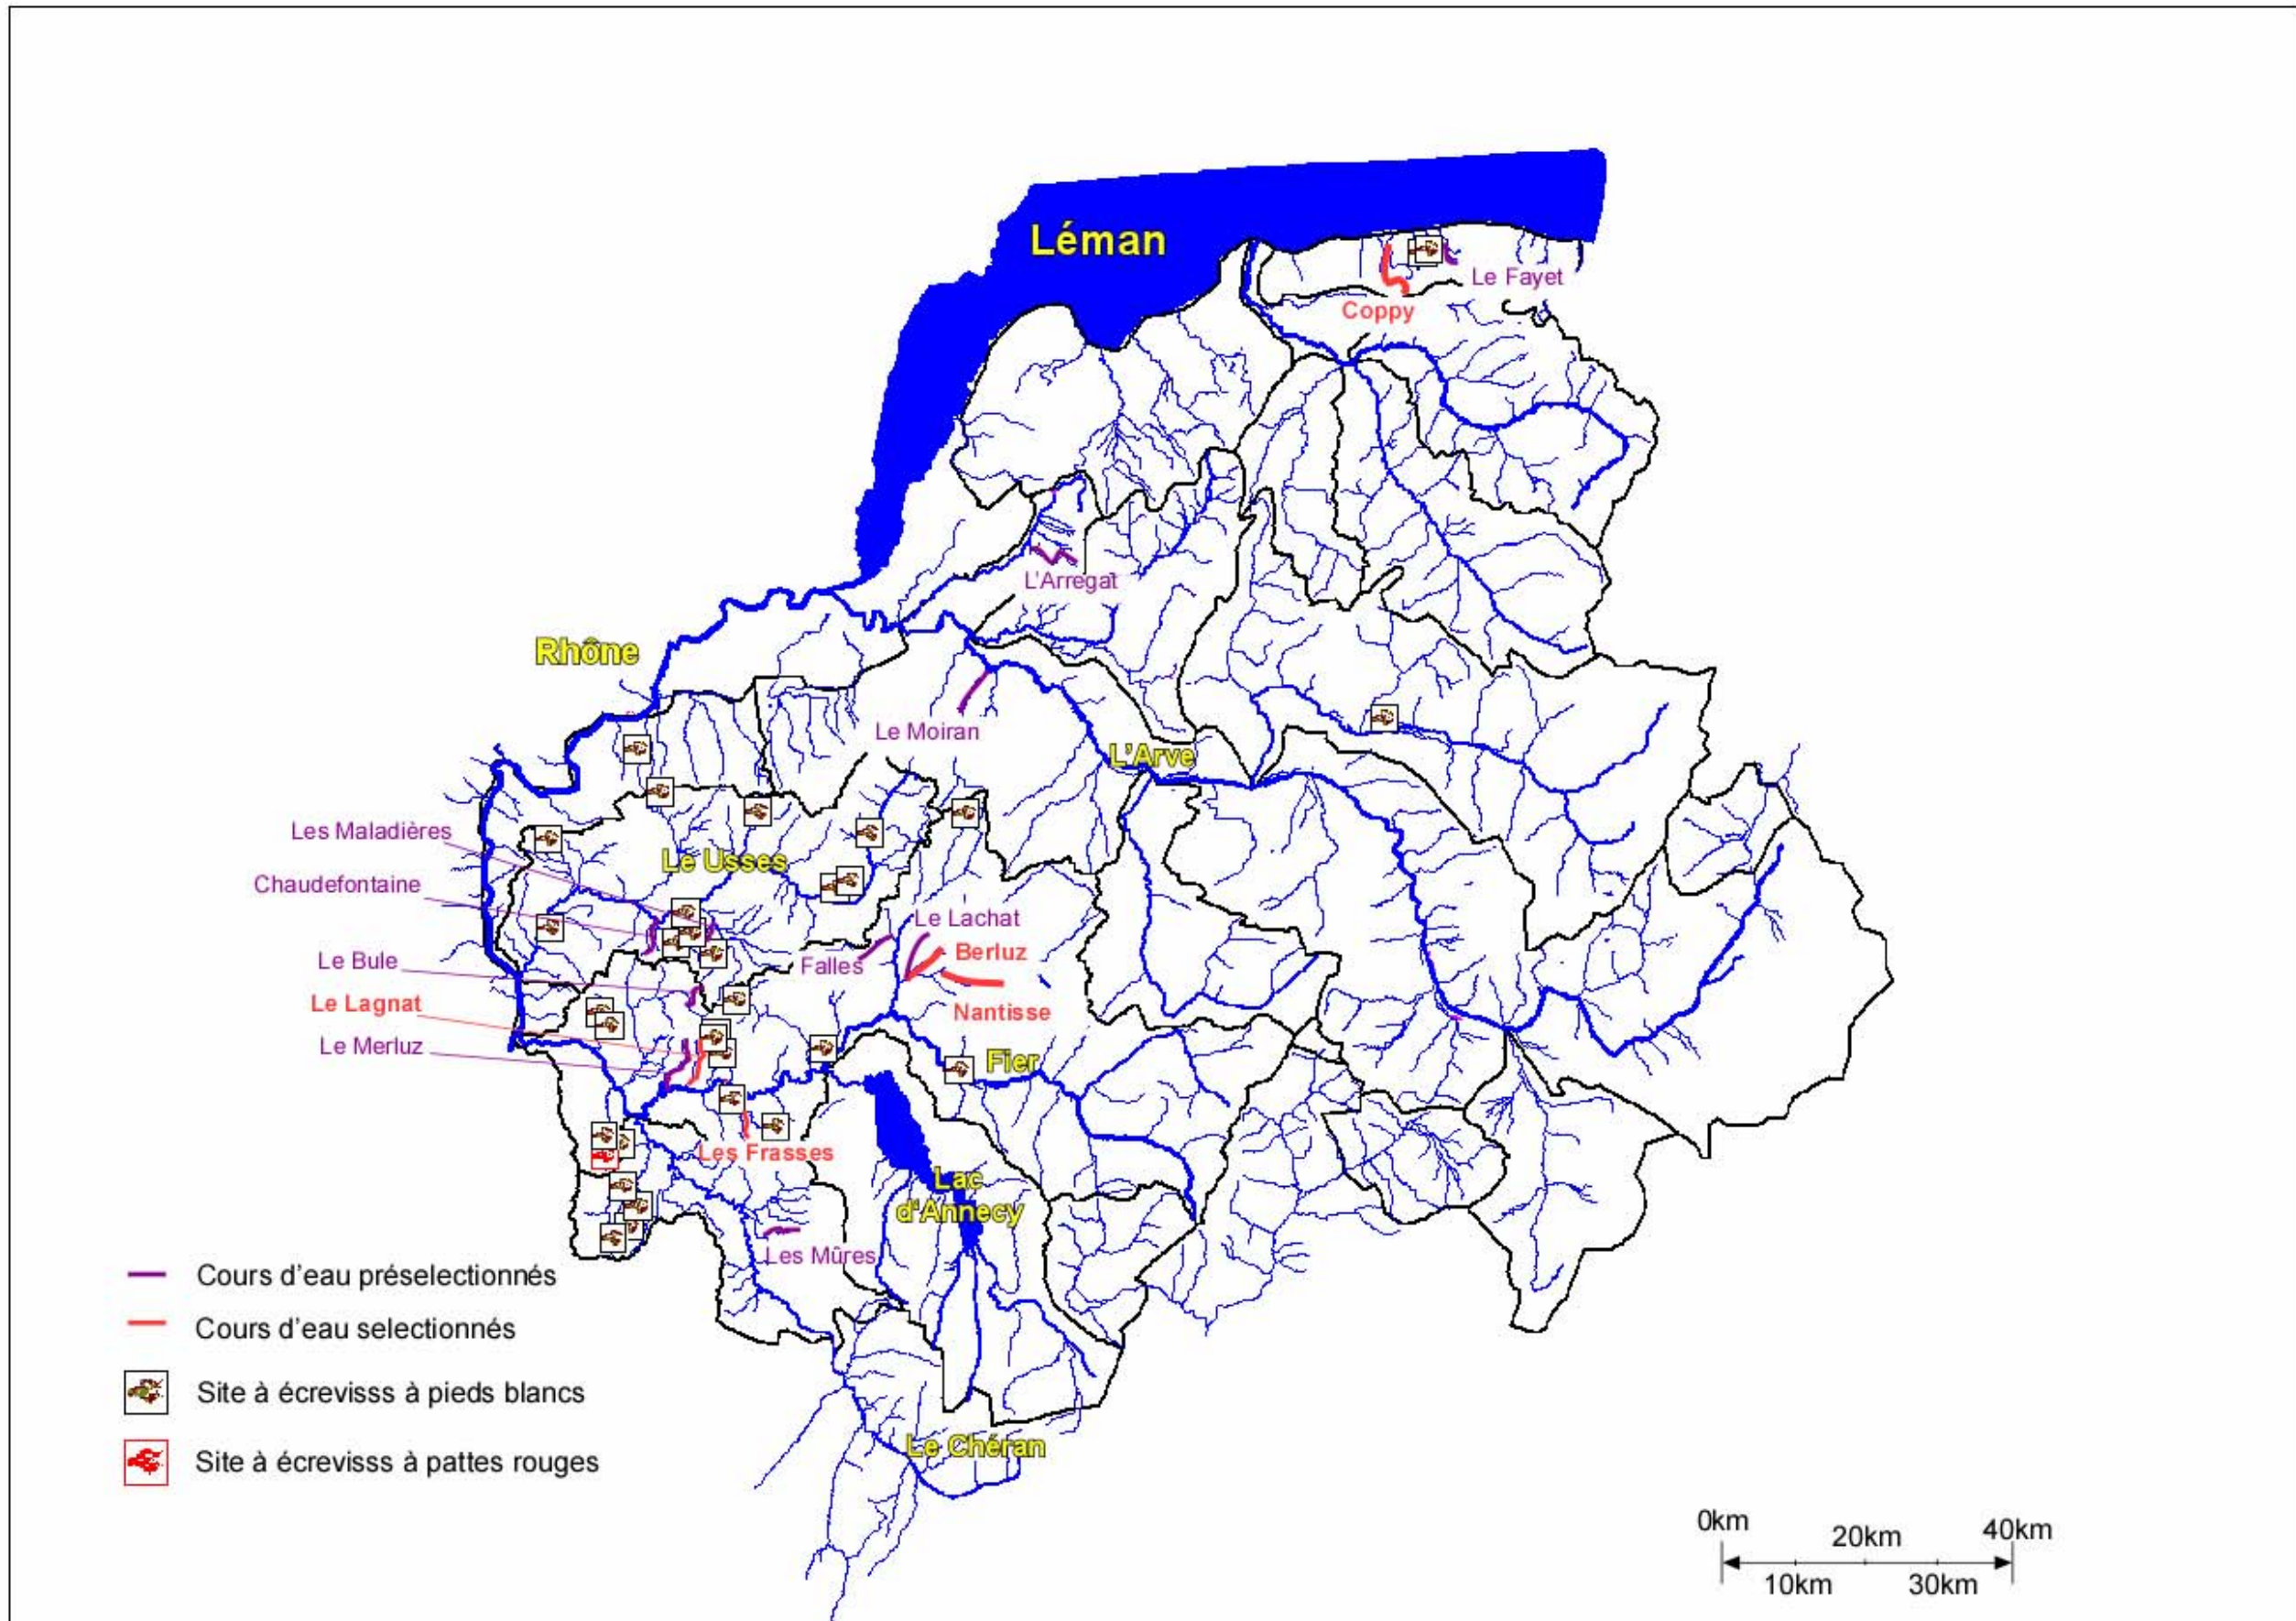 Léman
Le Fayet
Coppy
L'Arregat
Rhône
Le Moiran
L'Arve
Les Maladières
Le Usses
Chaudefontaine
Le Lachat
Berluz
Le Bule
Falles
Le Lagnat
Nantisse
Le Merluz
Fier
Les Frasses
Lac
d'Annecy
Les Mûres
Cours d'eau préselectionnés
Cours d'eau selectionnés
Site à écrevisss à pieds blancs
Le Chéran
Site à écrevisss à pattes rouges
0km 20km 40km
10km 30km